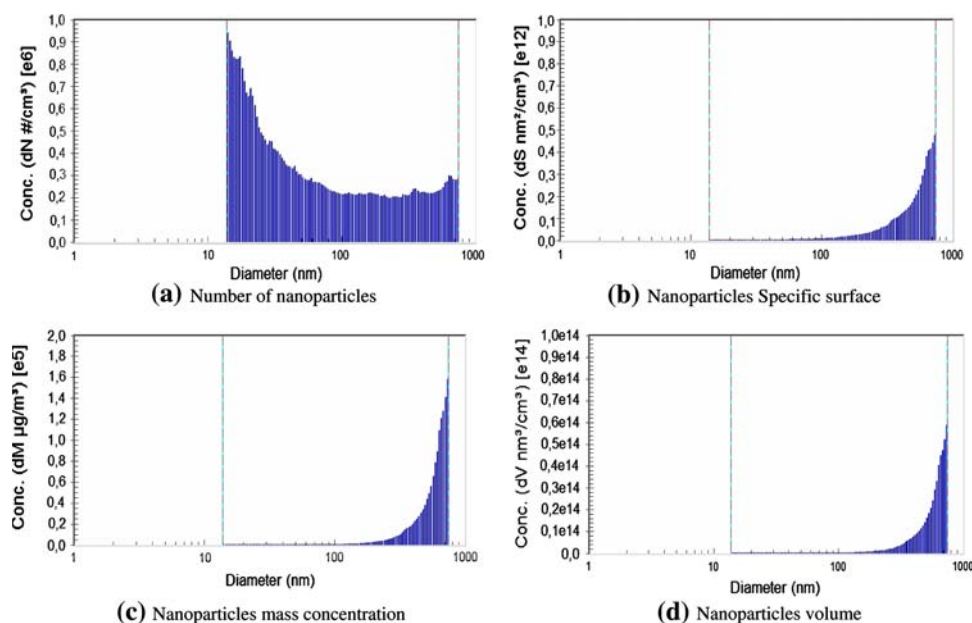 Conc. (dN #/cm³) [e6]
1,0
0,9
0,8
0,7
0,6
0,5
0,4
0,3
0,2
0,1
0,0
1 10 100 1000
Diameter (nm)
(a) Number of nanoparticles
Conc. (dS nm²/cm³) [e12]
1,0
0,9
0,8
0,7
0,6
0,5
0,4
0,3
0,2
0,1
0,0
1 10 100 1000
Diameter (nm)
(b) Nanoparticles Specific surface
Conc. (dM µg/m³) [e5]
2,0
1,8
1,6
1,4
1,2
1,0
0,8
0,6
0,4
0,2
0,0
1 10 100 1000
Diameter (nm)
(c) Nanoparticles mass concentration
Conc. (dV nm³/cm³) [e14]
1,0e14
0,9e14
0,8e14
0,7e14
0,6e14
0,5e14
0,4e14
0,3e14
0,2e14
0,1e14
0,0
1 10 100 1000
Diameter (nm)
(d) Nanoparticles volume